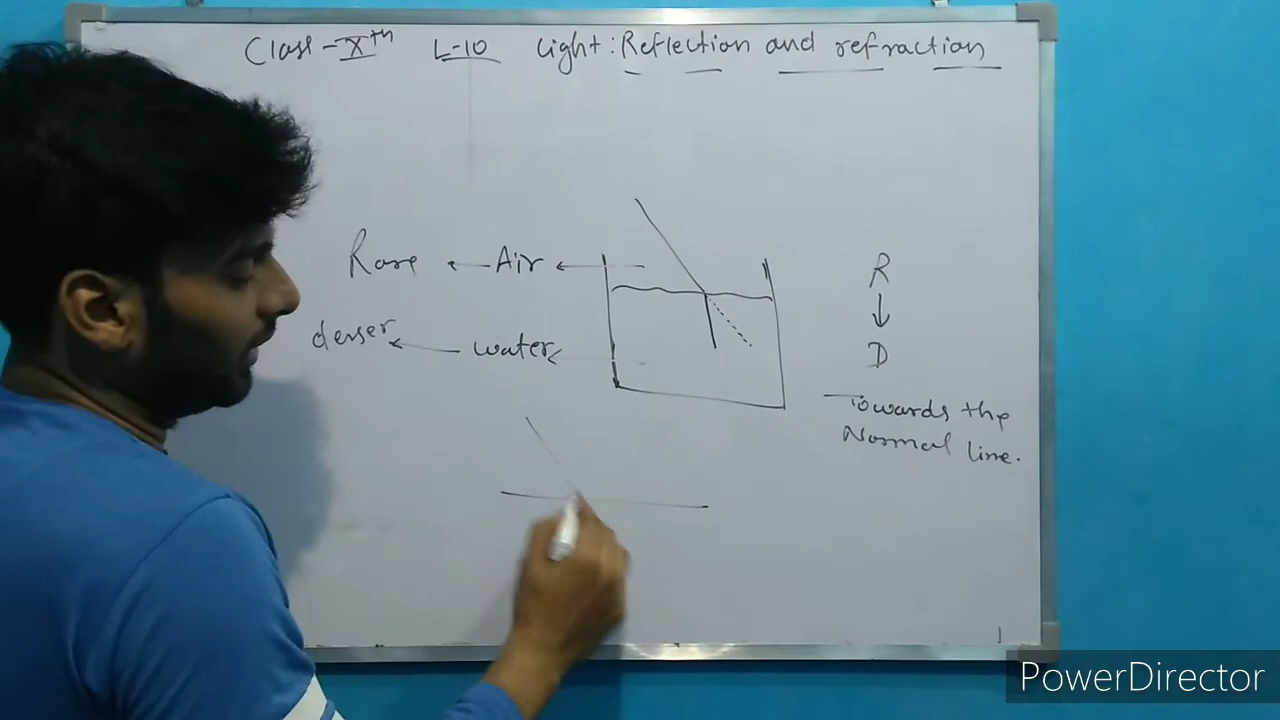 Class-Xth L-10 Light: Reflection and refraction
Rare Air
denser water
R
D
Towards the
Normal line.
PowerDirector